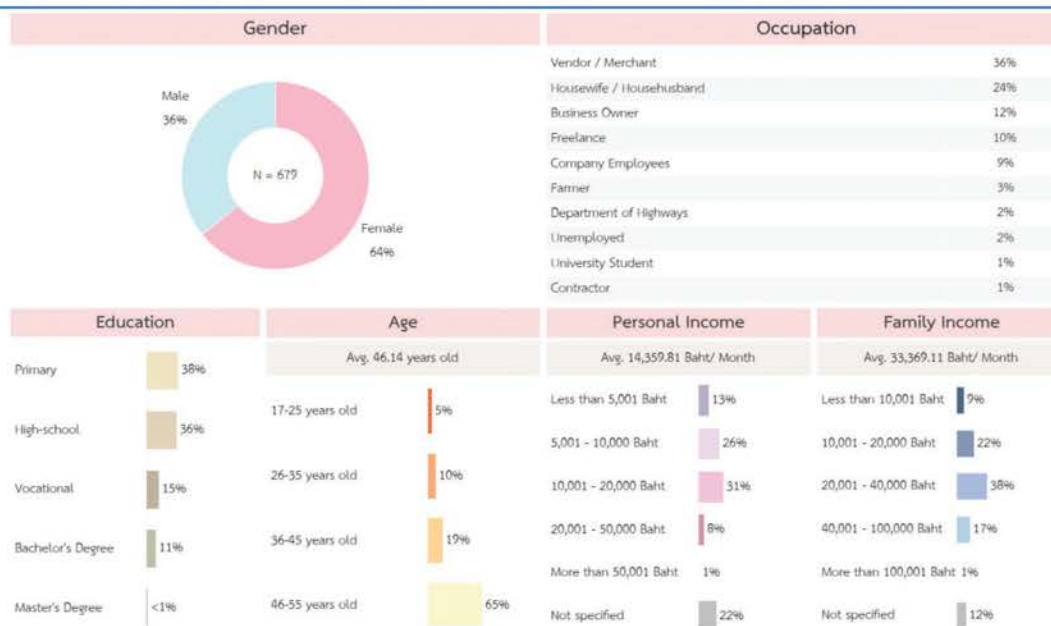 Gender
Male
36%
N = 679
Female
64%
Occupation
Vendor / Merchant 36%
Housewife / Househusband 24%
Business Owner 12%
Freelance 10%
Company Employees 9%
Farmer 3%
Department of Highways 2%
Unemployed 2%
University Student 1%
Contractor 1%
Education
Primary 38%
High-school 36%
Vocational 15%
Bachelor's Degree 11%
Master's Degree <1%
Age
Avg. 46.14 years old
17-25 years old 5%
26-35 years old 10%
36-45 years old 19%
46-55 years old 65%
Personal Income
Avg. 14,359.81 Baht/ Month
Less than 5,001 Baht 13%
5,001 - 10,000 Baht 26%
10,001 - 20,000 Baht 31%
20,001 - 50,000 Baht 8%
More than 50,001 Baht 1%
Not specified 22%
Family Income
Avg. 33,369.11 Baht/ Month
Less than 10,001 Baht 9%
10,001 - 20,000 Baht 22%
20,001 - 40,000 Baht 38%
40,001 - 100,000 Baht 17%
More than 100,001 Baht 1%
Not specified 12%